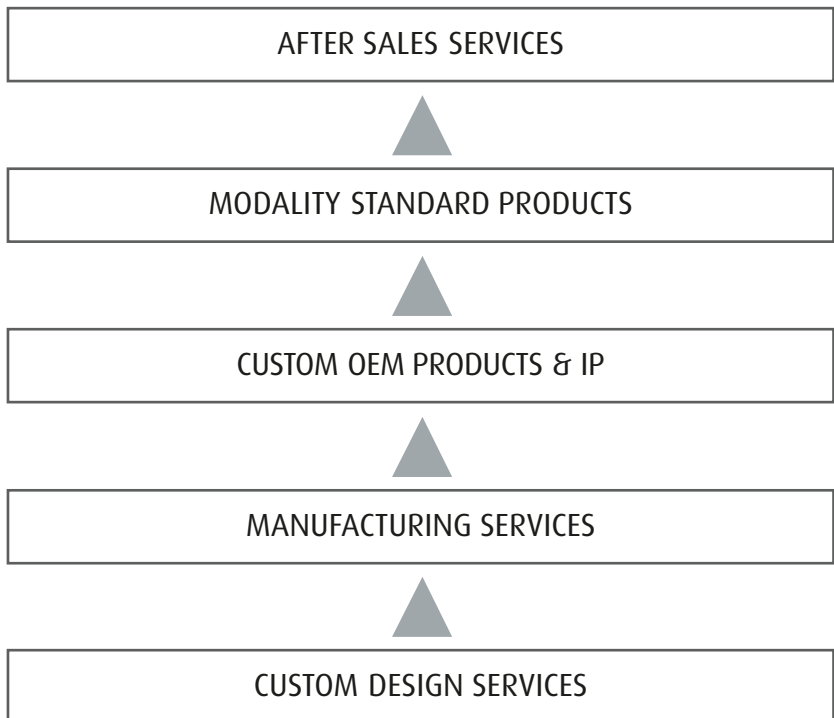 AFTER SALES SERVICES
MODALITY STANDARD PRODUCTS
CUSTOM OEM PRODUCTS & IP
MANUFACTURING SERVICES
CUSTOM DESIGN SERVICES